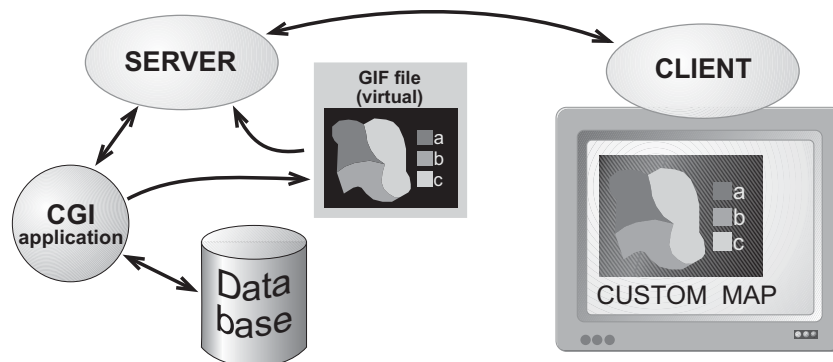 SERVER
CLIENT
GIF file
(virtual)
a
b
c
CGI
application
Data
base
a
b
c
CUSTOM MAP